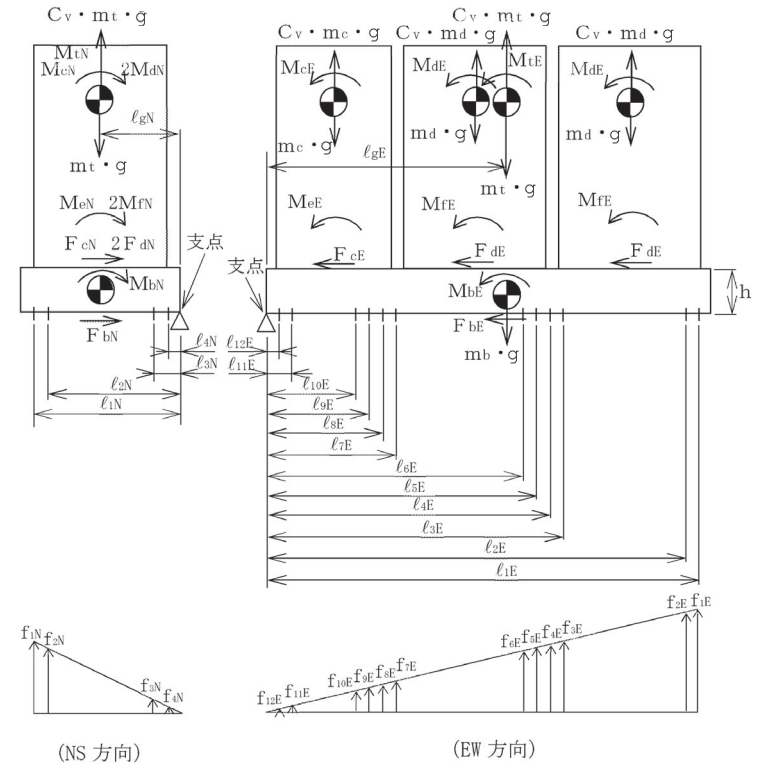 Cv・mt・g
MtN
McN 2MdN
ℓgN
mt・g
MeN 2MfN
FcN 2FdN
MbN
支点
FbN
ℓ4N
ℓ3N
ℓ2N
ℓ1N
Cv・mc・g
Cv・md・g
Cv・mt・g
McE
MdE
MtE
MdE
mc・g
md・g
md・g
ℓgE
mt・g
MeE
MfE
MfE
FcE
FdE
FdE
支点
MbE
h
FbE
mb・g
ℓ12E
ℓ11E
ℓ10E
ℓ9E
ℓ8E
ℓ7E
ℓ6E
ℓ5E
ℓ4E
ℓ3E
ℓ2E
ℓ1E
f1N
f2N
f3N
f4N
(NS 方向)
f12E
f11E
f10E
f9E
f8E
f7E
f6E
f5E
f4E
f3E
f2E
f1E
(EW 方向)